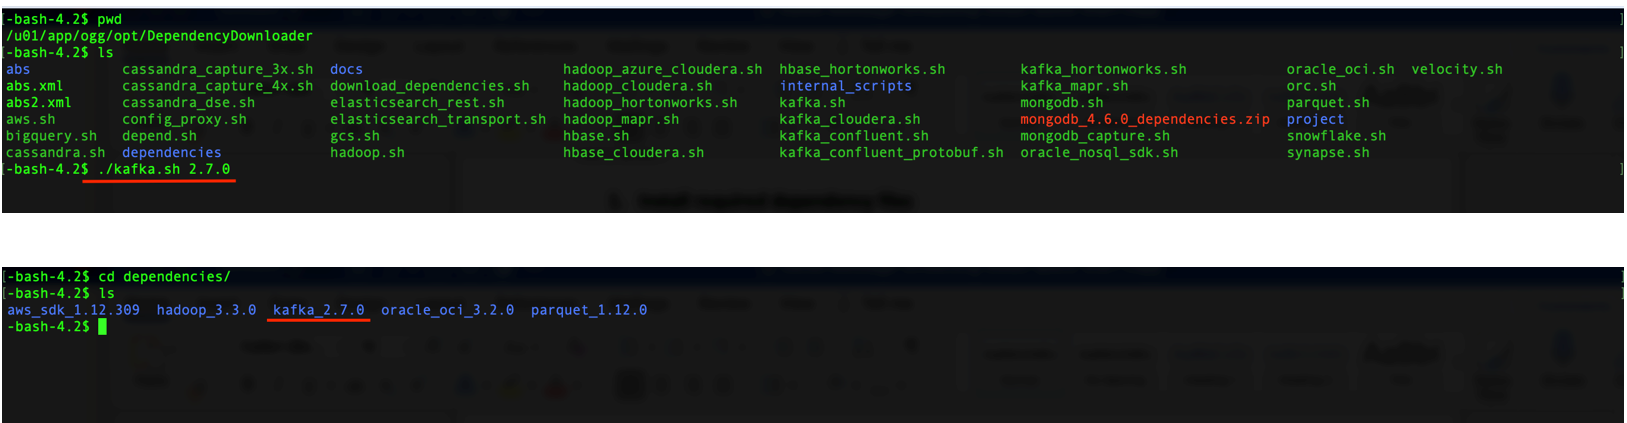 [-bash-4.2$ pwd ]
/u01/app/ogg/opt/DependencyDownloader
[-bash-4.2$ ls ]
abs cassandra_capture_3x.sh docs hadoop_azure_cloudera.sh hbase_hortonworks.sh kafka_hortonworks.sh oracle_oci.sh velocity.sh
abs.xml cassandra_capture_4x.sh download_dependencies.sh hadoop_cloudera.sh internal_scripts kafka_mapr.sh orc.sh
abs2.xml cassandra_dse.sh elasticsearch_rest.sh hadoop_hortonworks.sh kafka.sh mongodb.sh parquet.sh
aws.sh config_proxy.sh elasticsearch_transport.sh hadoop_mapr.sh kafka_cloudera.sh mongodb_4.6.0_dependencies.zip project
bigquery.sh depend.sh gcs.sh hbase.sh kafka_confluent.sh mongodb_capture.sh snowflake.sh
cassandra.sh dependencies hadoop.sh hbase_cloudera.sh kafka_confluent_protobuf.sh oracle_nosql_sdk.sh synapse.sh
[-bash-4.2$ ./kafka.sh 2.7.0 ]
1. Install required dependency files
[-bash-4.2$ cd dependencies/ ]
[-bash-4.2$ ls ]
aws_sdk_1.12.309 hadoop_3.3.0 kafka_2.7.0 oracle_oci_3.2.0 parquet_1.12.0
-bash-4.2$